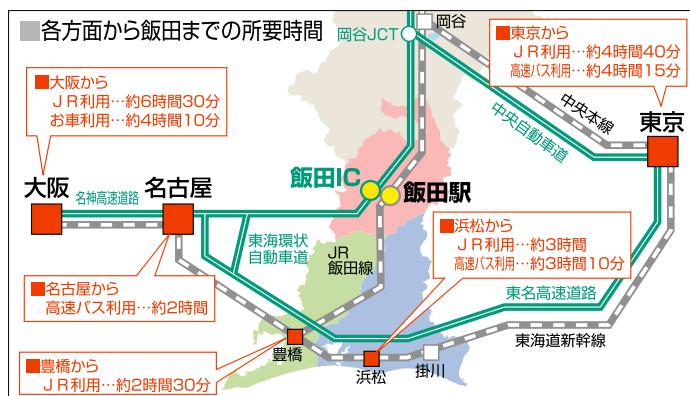 ■各方面から飯田までの所要時間
岡谷
岡谷JCT
■東京から
JR利用…約4時間40分
高速バス利用…約4時間15分
■大阪から
JR利用…約6時間30分
お車利用…約4時間10分
中央本線
中央自動車道
東京
飯田IC
飯田駅
大阪
名神高速道路
名古屋
東海環状
自動車道
JR
飯田線
■浜松から
JR利用…約3時間
高速バス利用…約3時間10分
■名古屋から
高速バス利用…約2時間
東名高速道路
東海道新幹線
豊橋
■豊橋から
JR利用…約2時間30分
浜松
掛川